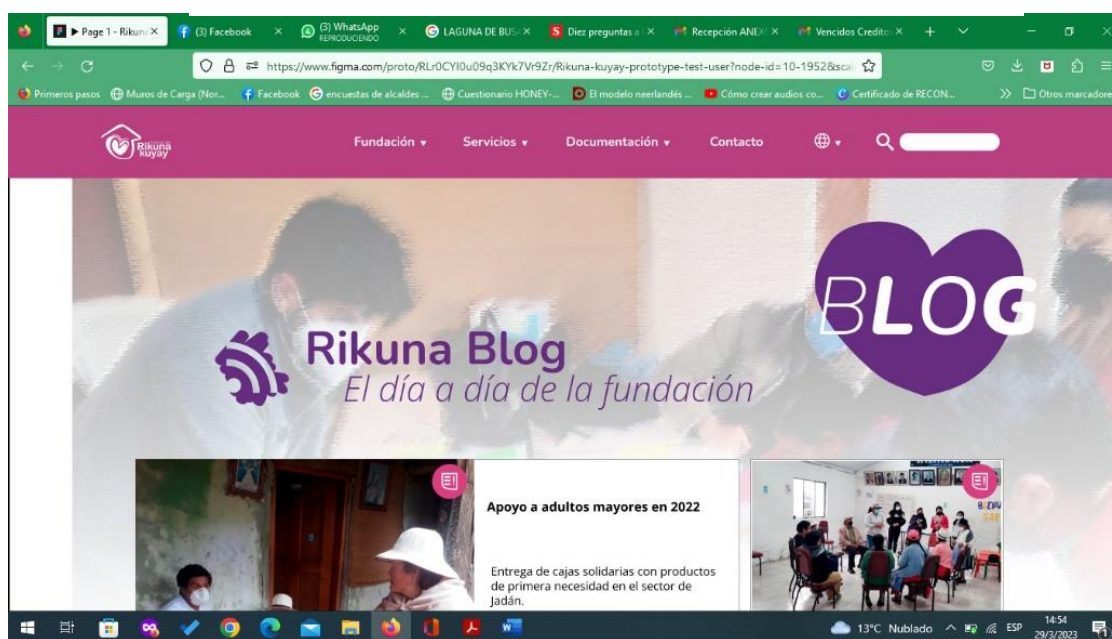 Page 1 - Rikun
(3) Facebook
(3) WhatsApp
REPRODUCIENDO
LAGUNA DE BUS
Diez preguntas a l
Recepción ANEX
Vencidos Credito
https://www.figma.com/proto/RLr0CYI0u09q3KYk7Vr9Zr/Rikuna-kuyay-prototype-test-user?node-id=10-1952&scal
Primeros pasos
Muros de Carga (Nor...
Facebook
encuestas de alcaldes ...
Cuestionario HONEY-...
El modelo neerlandés ...
Cómo crear audios co...
Certificado de RECON...
Otros marcadore
Rikuna
kuyay
Fundación
Servicios
Documentación
Contacto
BLOG
Rikuna Blog
El día a día de la fundación
Apoyo a adultos mayores en 2022
Entrega de cajas solidarias con productos
de primera necesidad en el sector de
Jadán.
13°C Nublado
ESP
14:54
29/3/2023